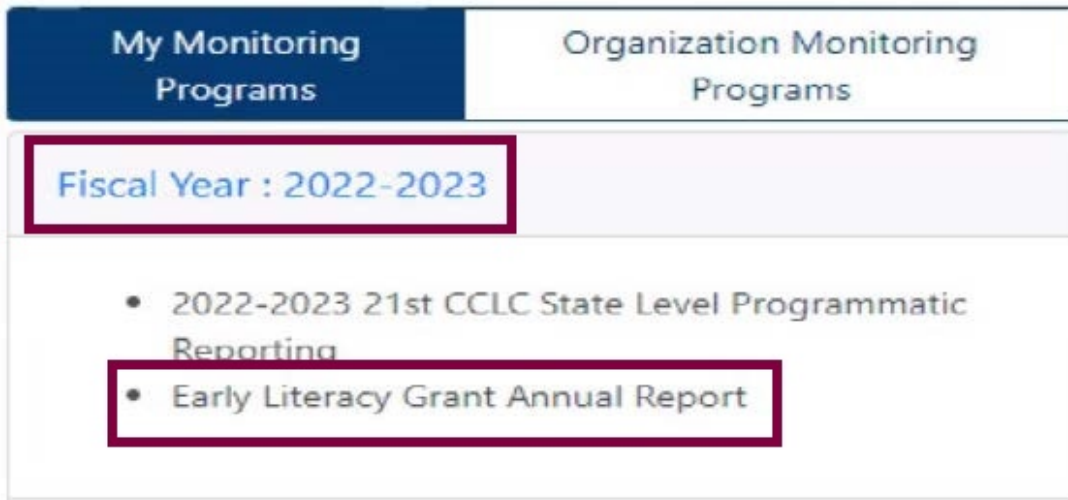 My Monitoring
Programs
Organization Monitoring
Programs
Fiscal Year : 2022-2023
• 2022-2023 21st CCLC State Level Programmatic
Reporting
• Early Literacy Grant Annual Report